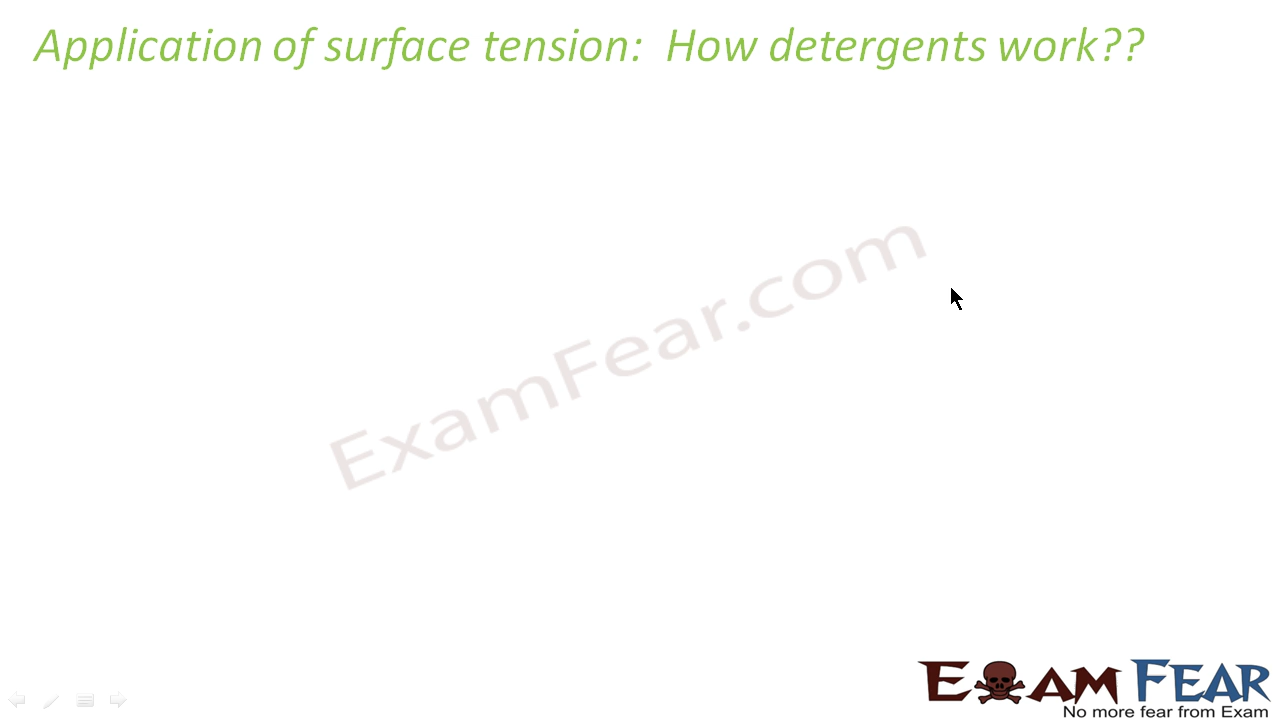 Application of surface tension:  How detergents work??
ExamFear.com
EXAM FEAR
No more fear from Exam